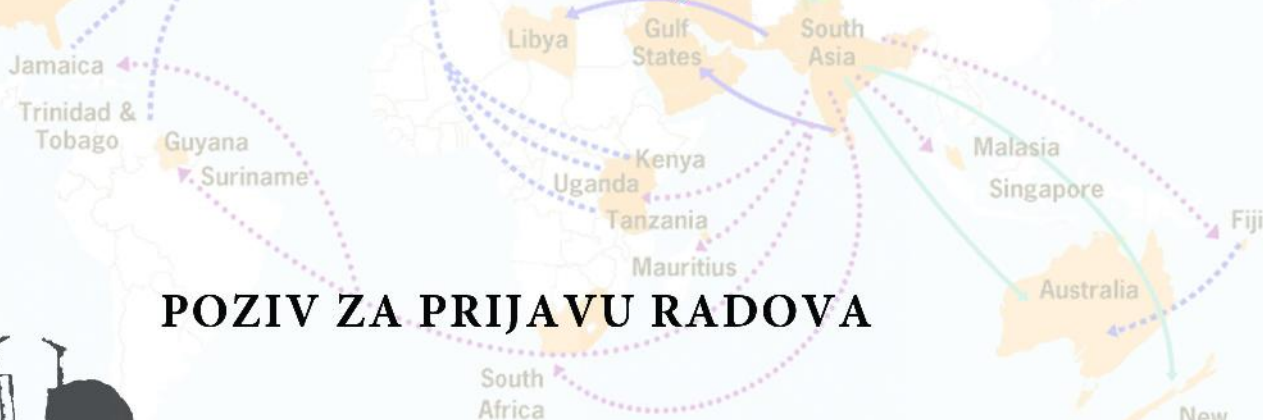 Libya
Gulf
States
South
Asia
Jamaica
Trinidad &
Tobago
Guyana
Suriname
Kenya
Uganda
Tanzania
Mauritius
Malasia
Singapore
Fiji
Australia
POZIV ZA PRIJAVU RADOVA
South
Africa
New